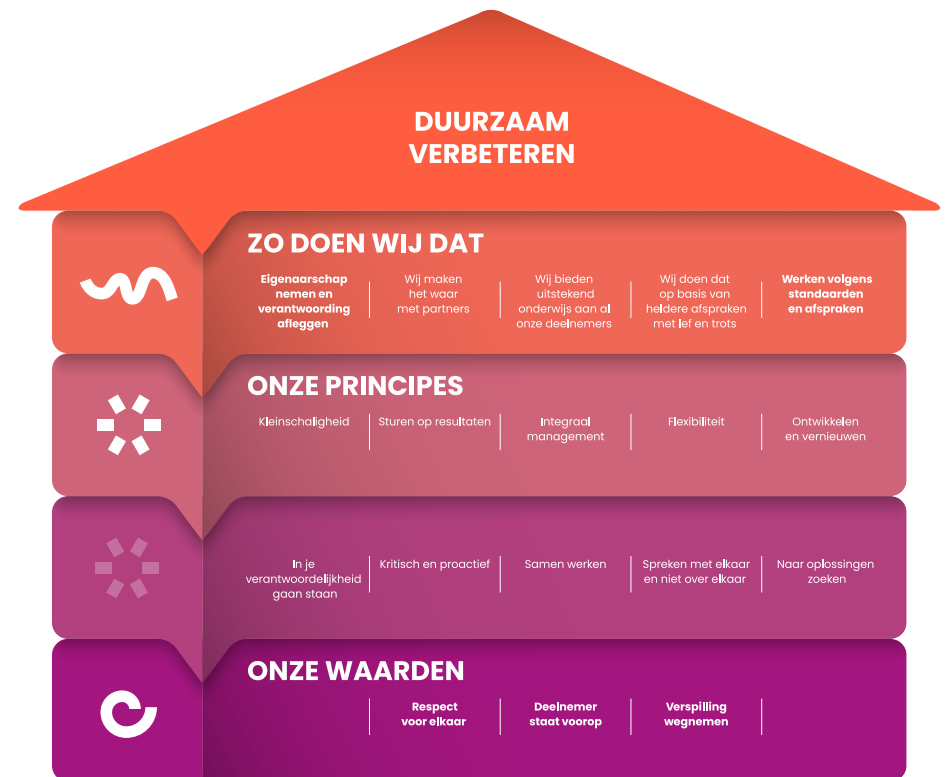 DUURZAAM
VERBETEREN
ZO DOEN WIJ DAT
Eigenaarschap
nemen en
verantwoording
afleggen
Wij maken
het waar
met partners
Wij bieden
uitstekend
onderwijs aan al
onze deelnemers
Wij doen dat
op basis van
heldere afspraken
met lef en trots
Werken volgens
standaarden
en afspraken
ONZE PRINCIPES
Kleinschaligheid
Sturen op resultaten
Integraal
management
Flexibiliteit
Ontwikkelen
en vernieuwen
In je
verantwoordelijkheid
gaan staan
Kritisch en proactief
Samen werken
Spreken met elkaar
en niet over elkaar
Naar oplossingen
zoeken
ONZE WAARDEN
Respect
voor elkaar
Deelnemer
staat voorop
Verspilling
wegnemen